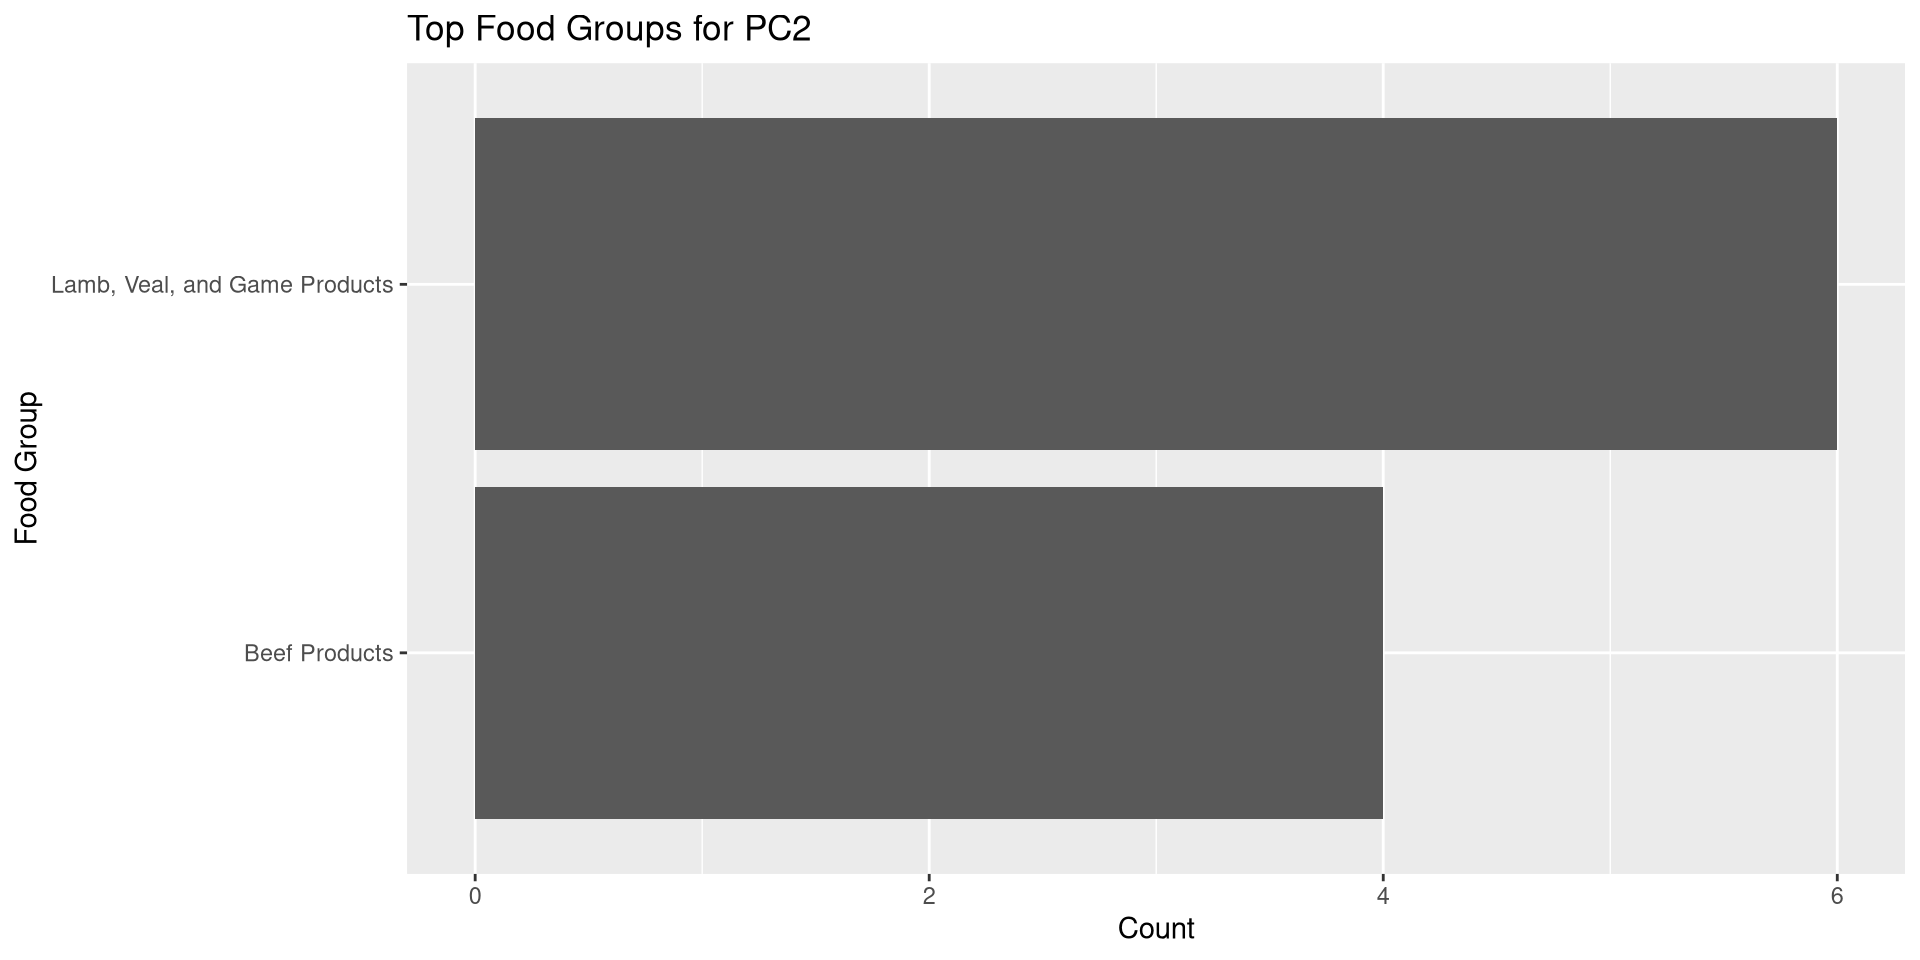 Top Food Groups for PC2
Food Group
Lamb, Veal, and Game Products
Beef Products
0 2 4 6
Count